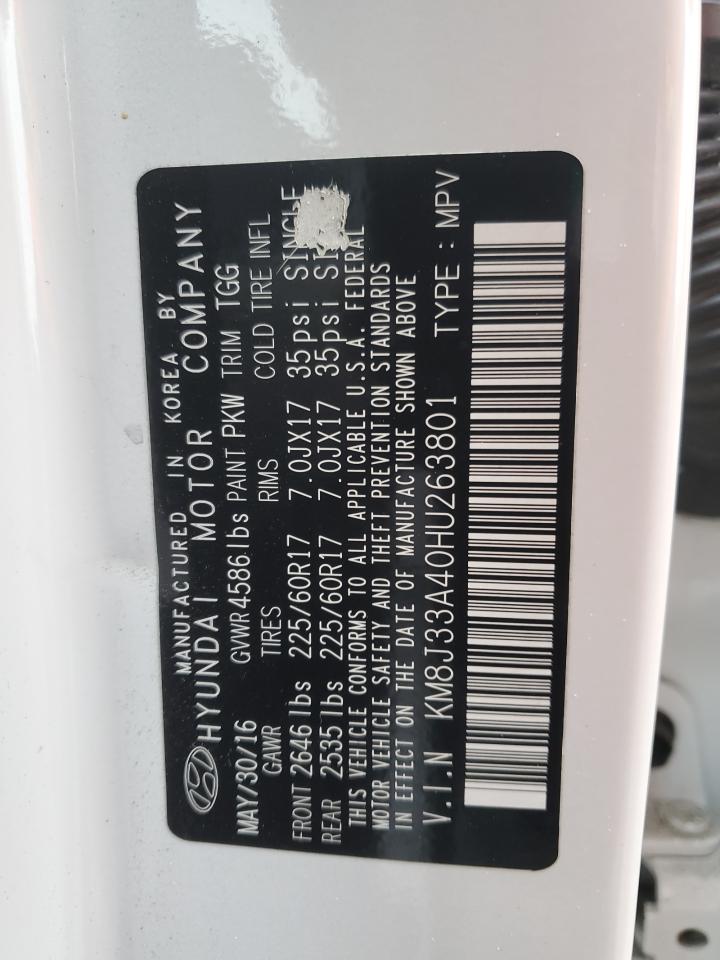 MANUFACTURED IN KOREA BY
HYUNDAI MOTOR COMPANY
MAY/30/16 GVWR 4586 lbs PAINT PKW TRIM TGG
GAWR TIRES RIMS COLD TIRE INFL
FRONT 2646 lbs 225/60R17 7.0JX17 35psi SINGLE
REAR 2535 lbs 225/60R17 7.0JX17 35psi
THIS VEHICLE CONFORMS TO ALL APPLICABLE U.S.A. FEDERAL
MOTOR VEHICLE SAFETY AND THEFT PREVENTION STANDARDS
IN EFFECT ON THE DATE OF MANUFACTURE SHOWN ABOVE
V.I.N KM8J33A40HU263801 TYPE : MPV